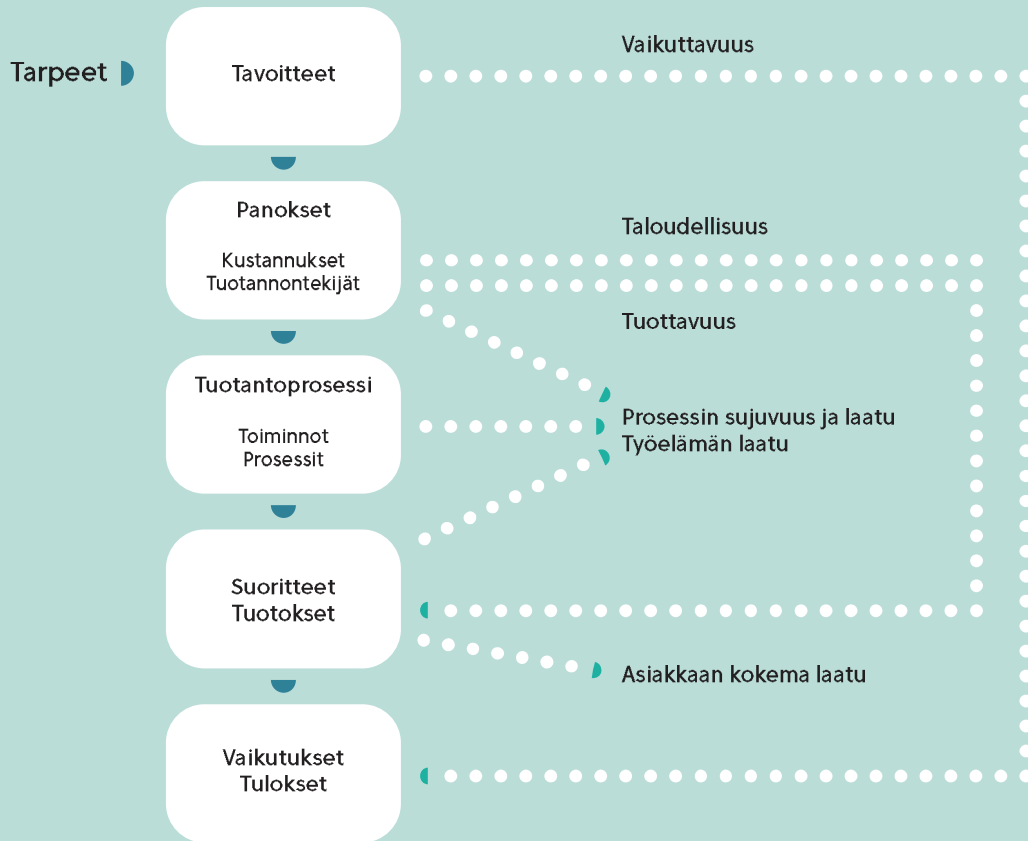 Tarpeet
Tavoitteet
Vaikuttavuus
Panokset
Kustannukset
Tuotannontekijät
Taloudellisuus
Tuottavuus
Tuotantoprosessi
Toiminnot
Prosessit
Prosessin sujuvuus ja laatu
Työelämän laatu
Suoritteet
Tuotokset
Asiakkaan kokema laatu
Vaikutukset
Tulokset